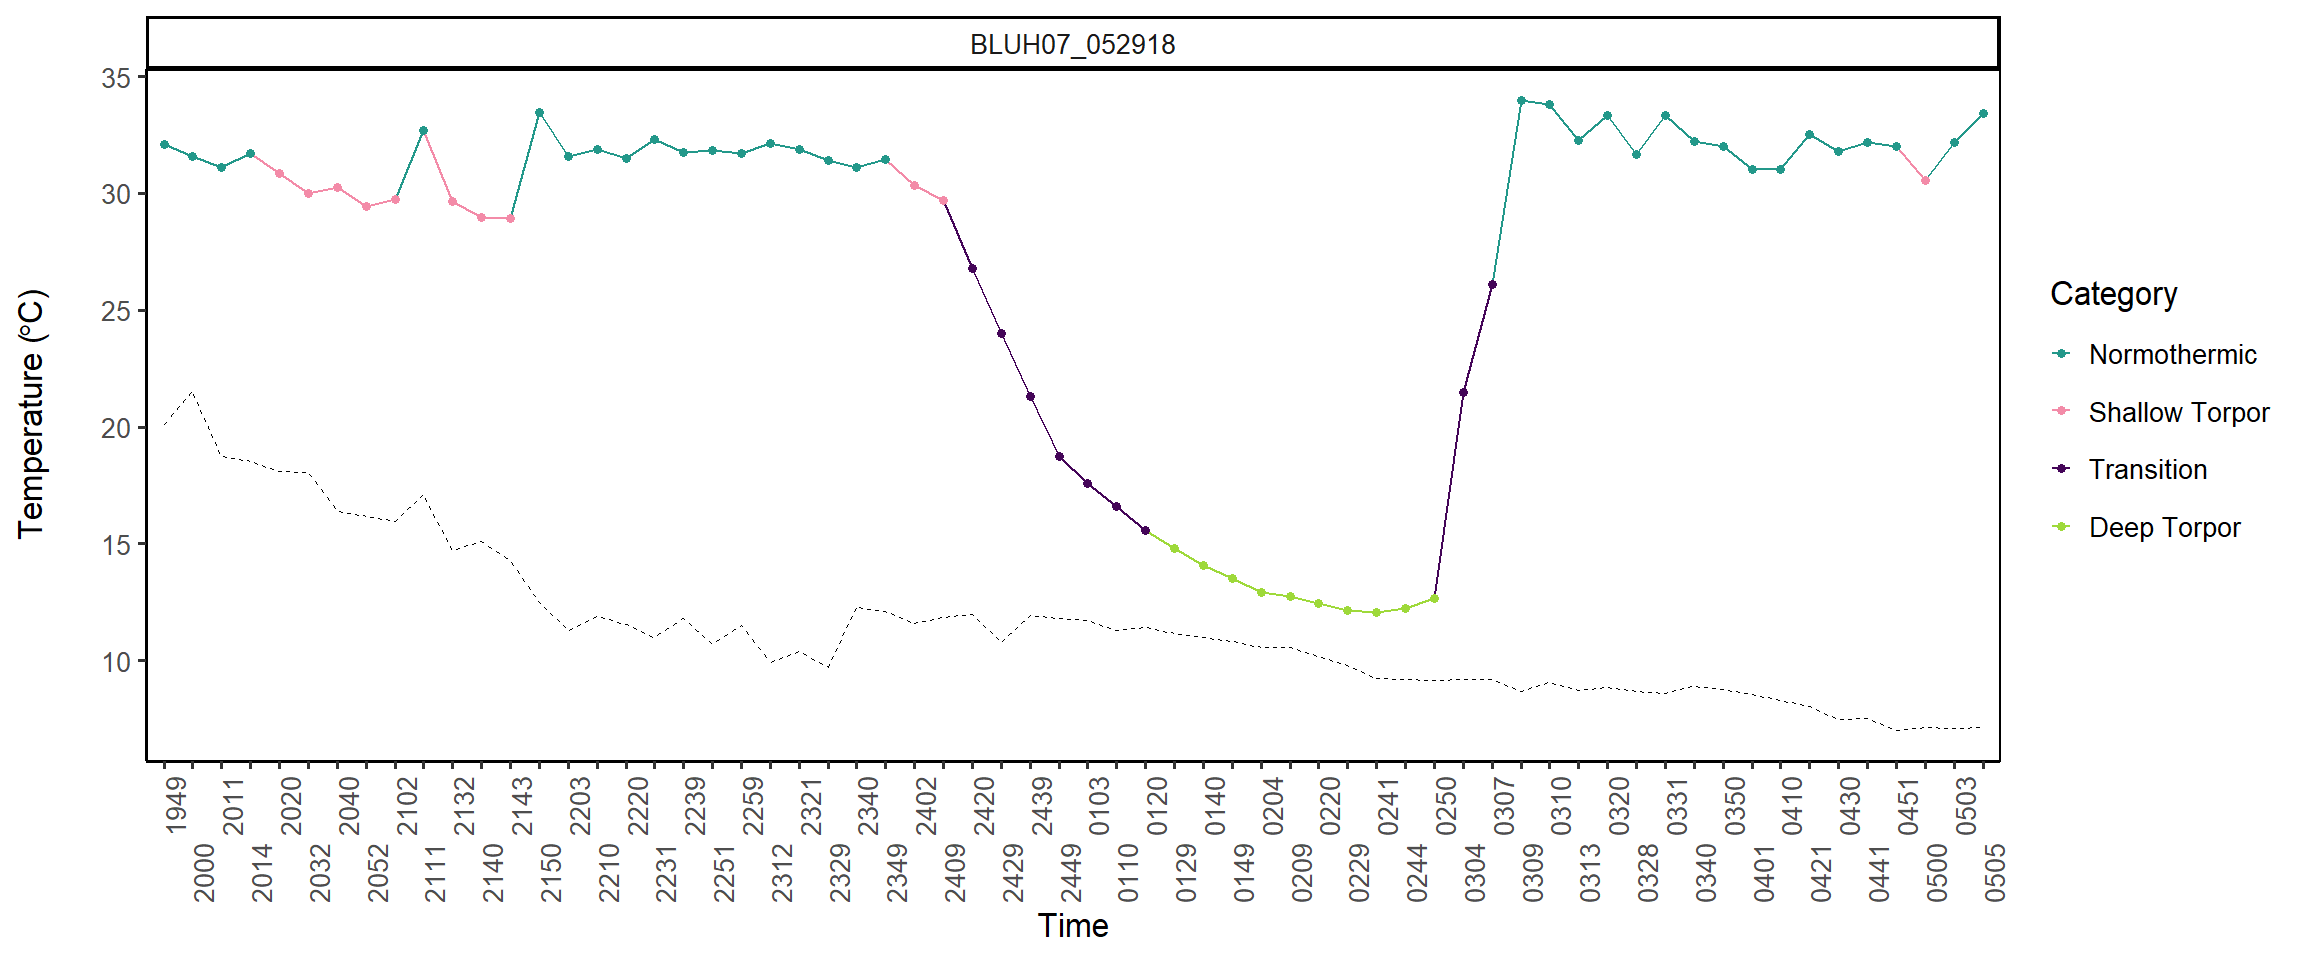 BLUH07_052918
35
30
25
20
15
10
Temperature (°C)
1949 2011 2020 2040 2102 2132 2143 2203 2220 2239 2259 2321 2340 2402 2420 2439 0103 0120 0140 0204 0220 0241 0250 0307 0310 0320 0331 0350 0410 0430 0451 0503
2000 2014 2032 2052 2111 2140 2150 2210 2231 2251 2312 2329 2349 2409 2429 2449 0110 0129 0149 0209 0229 0244 0304 0309 0313 0328 0340 0401 0421 0441 0500 0505
Time
Category
Normothermic
Shallow Torpor
Transition
Deep Torpor